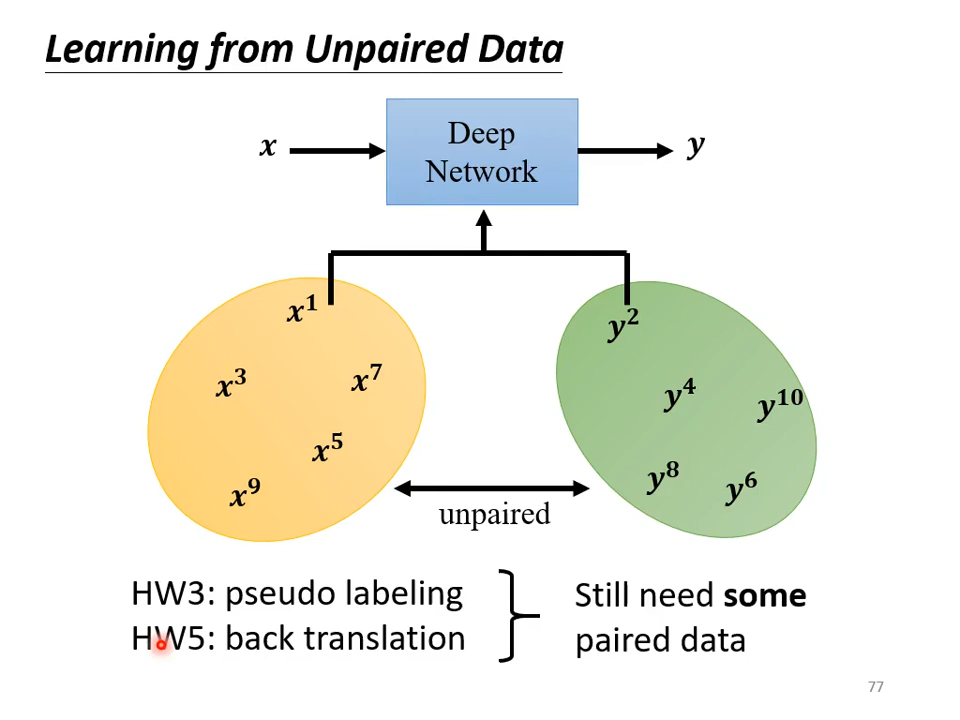 Learning from Unpaired Data
x
Deep
Network
y
x¹
y²
x³
x⁷
y⁴
y¹⁰
x⁵
x⁹
y⁸
y⁶
unpaired
HW3: pseudo labeling
HW5: back translation
Still need some
paired data
77